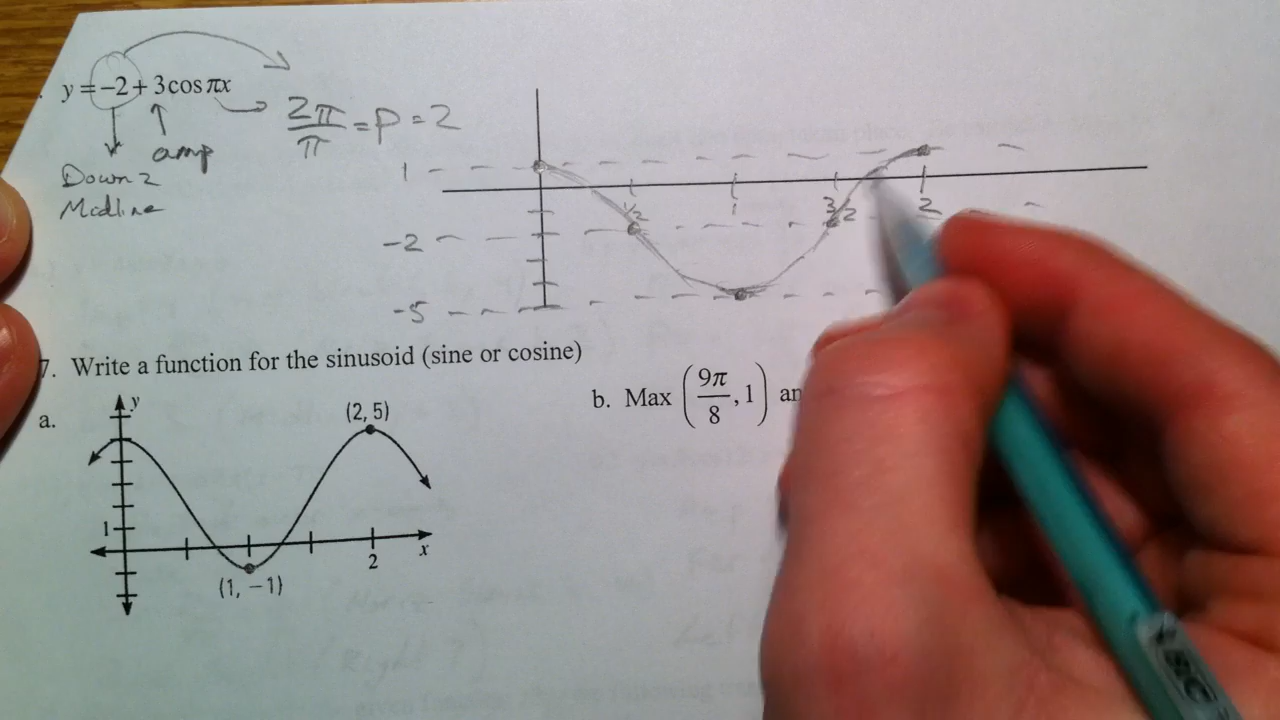 y = −2 + 3cos πx
2π/π = P = 2
amp
Down 2
Midline
1
-2
-5
1/2
1
3/2
2
7. Write a function for the sinusoid (sine or cosine)
a.
y
(2, 5)
1
2
x
(1, −1)
b. Max (9π/8, 1) an
BiC